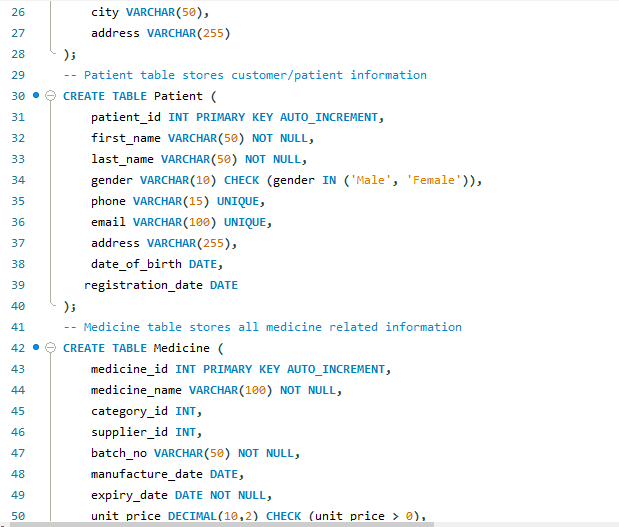 26 city VARCHAR(50),
27 address VARCHAR(255)
28 );
29 -- Patient table stores customer/patient information
30 CREATE TABLE Patient (
31 patient_id INT PRIMARY KEY AUTO_INCREMENT,
32 first_name VARCHAR(50) NOT NULL,
33 last_name VARCHAR(50) NOT NULL,
34 gender VARCHAR(10) CHECK (gender IN ('Male', 'Female')),
35 phone VARCHAR(15) UNIQUE,
36 email VARCHAR(100) UNIQUE,
37 address VARCHAR(255),
38 date_of_birth DATE,
39 registration_date DATE
40 );
41 -- Medicine table stores all medicine related information
42 CREATE TABLE Medicine (
43 medicine_id INT PRIMARY KEY AUTO_INCREMENT,
44 medicine_name VARCHAR(100) NOT NULL,
45 category_id INT,
46 supplier_id INT,
47 batch_no VARCHAR(50) NOT NULL,
48 manufacture_date DATE,
49 expiry_date DATE NOT NULL,
50 unit_price DECIMAL(10,2) CHECK (unit_price > 0),